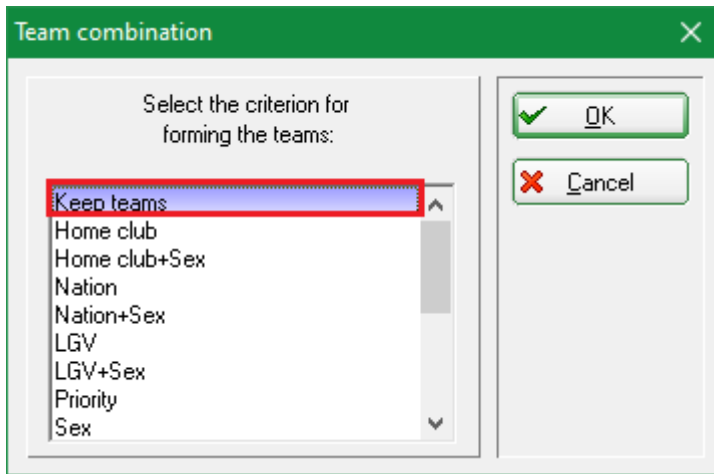 Team combination
Select the criterion for
forming the teams:
Keep teams
Home club
Home club+Sex
Nation
Nation+Sex
LGV
LGV+Sex
Priority
Sex
OK
Cancel